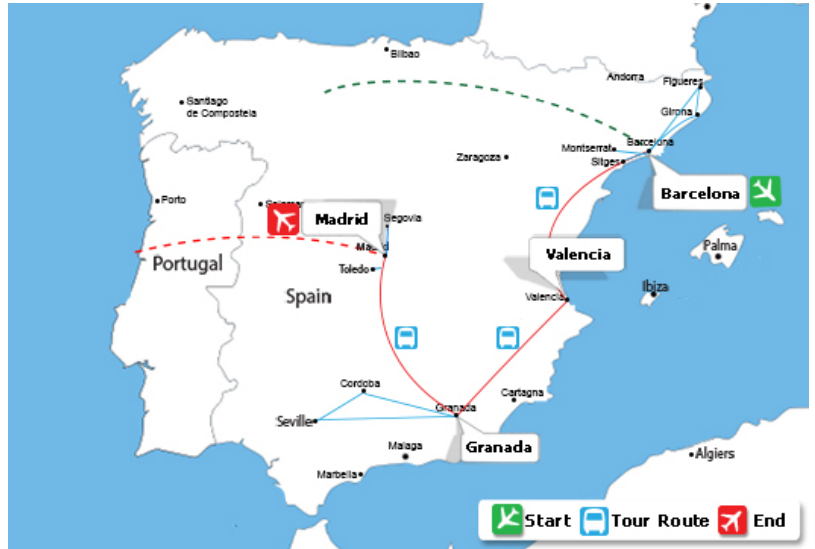 Bilbao
Andorra
Figueres
Santiago
de Compostela
Girona
Barcelona
Montserrat
Sitges
Zaragoza
Barcelona
Porto
Madrid
Segovia
Madrid
Valencia
Palma
Portugal
Toledo
Spain
Ibiza
Valencia
Cordoba
Cartagna
Granada
Seville
Malaga
Granada
Algiers
Marbella
Start
Tour Route
End